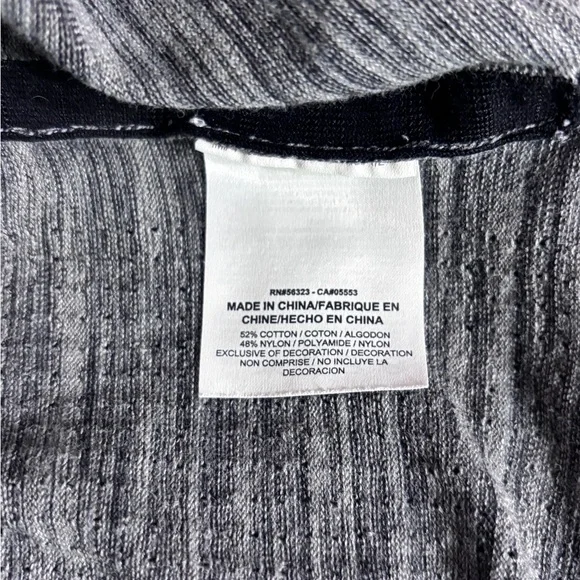 RN#56323 - CA#05553
MADE IN CHINA/FABRIQUE EN
CHINE/HECHO EN CHINA
52% COTTON / COTON / ALGODON
48% NYLON / POLYAMIDE / NYLON
EXCLUSIVE OF DECORATION / DECORATION
NON COMPRISE / NO INCLUYE LA
DECORACION